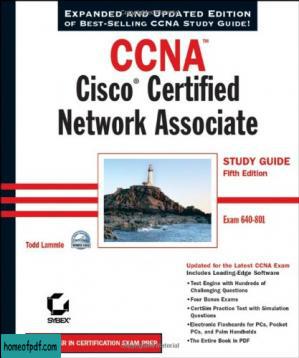 EXPANDED AND UPDATED EDITION
OF BEST-SELLING CCNA STUDY GUIDE!
CCNA™
Cisco® Certified
Network Associate
STUDY GUIDE
Fifth Edition
Exam 640-801
Todd Lammle
Updated for the Latest CCNA Exam
Includes Leading-Edge Software
• Test Engine with Hundreds of
Challenging Questions
• Four Bonus Exams
• CertSim Practice Test with Simulation
Questions
• Electronic Flashcards for PCs, Pocket
PCs, and Palm Handhelds
• The Entire Book in PDF
SYBEX®
R IN CERTIFICATION EXAM PREP
homeofpdf.com